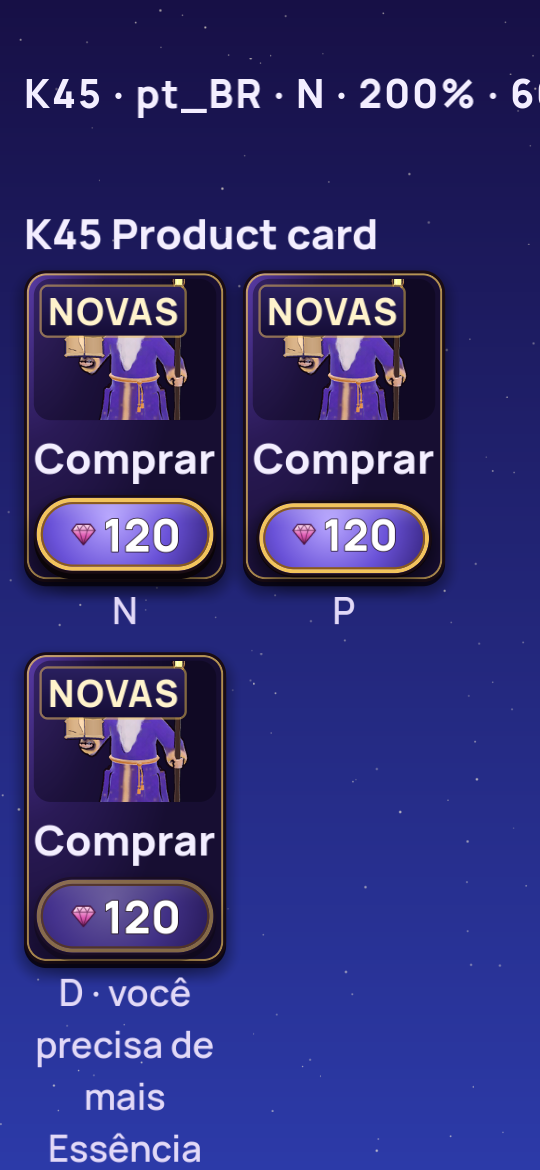 K45 · pt_BR · N · 200% · 6
K45 Product card
NOVAS NOVAS
Comprar Comprar
120 120
N P
NOVAS
Comprar
120
D · você
precisa de
mais
Essência